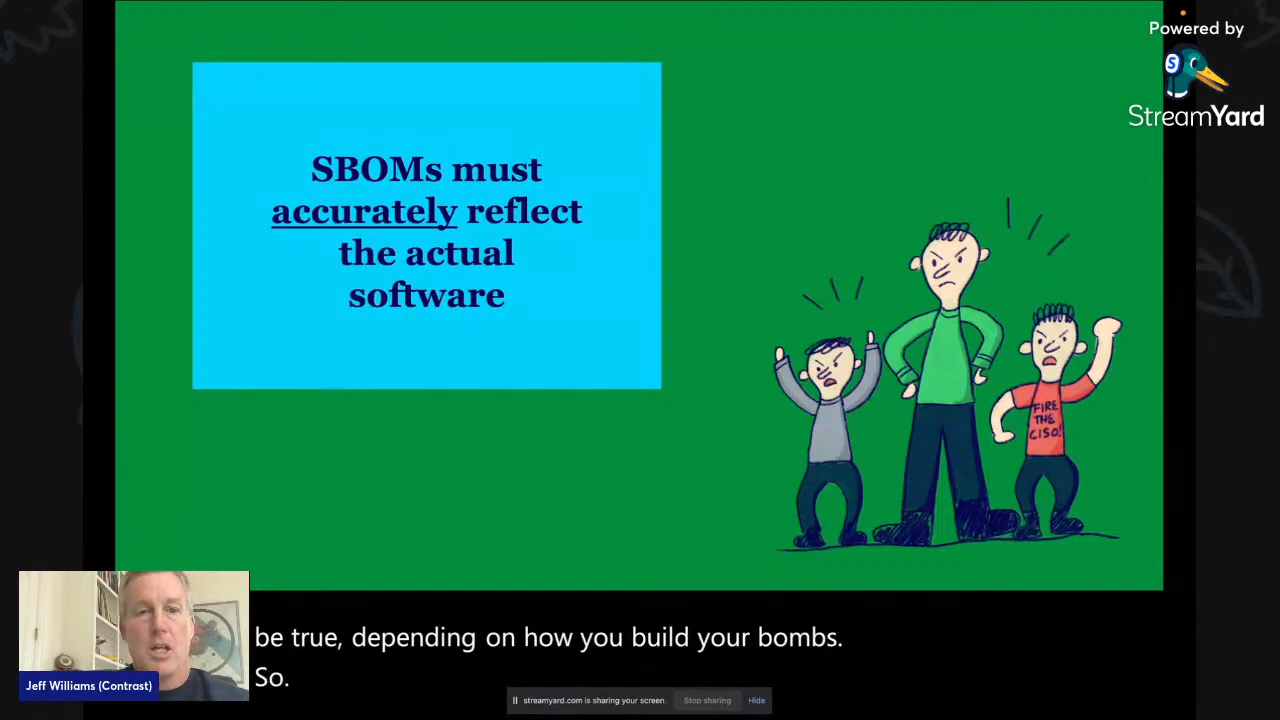 Powered by
S
StreamYard
SBOMs must
accurately reflect
the actual
software
FIRE
THE
CISO!
be true, depending on how you build your bombs.
So.
Jeff Williams (Contrast)
streamyard.com is sharing your screen.
Stop sharing
Hide